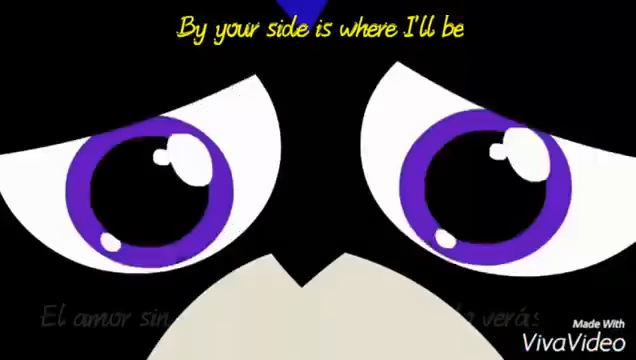 By your side is where I'll be
El amor sin verás
Made With
VivaVideo